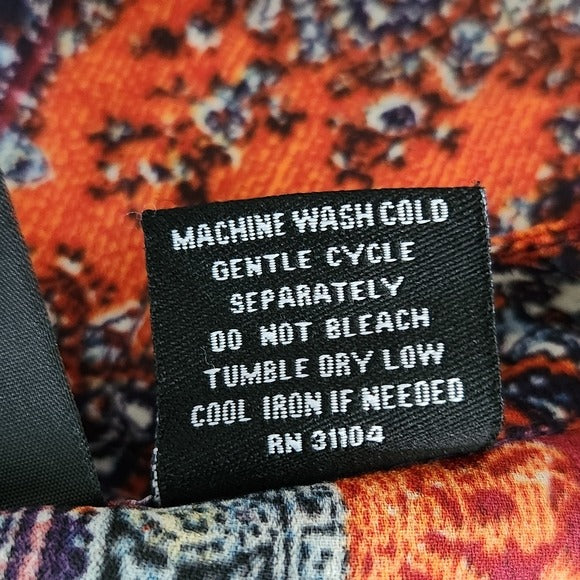 MACHINE WASH COLD
GENTLE CYCLE
SEPARATELY
DO NOT BLEACH
TUMBLE DRY LOW
COOL IRON IF NEEDED
RN 31104